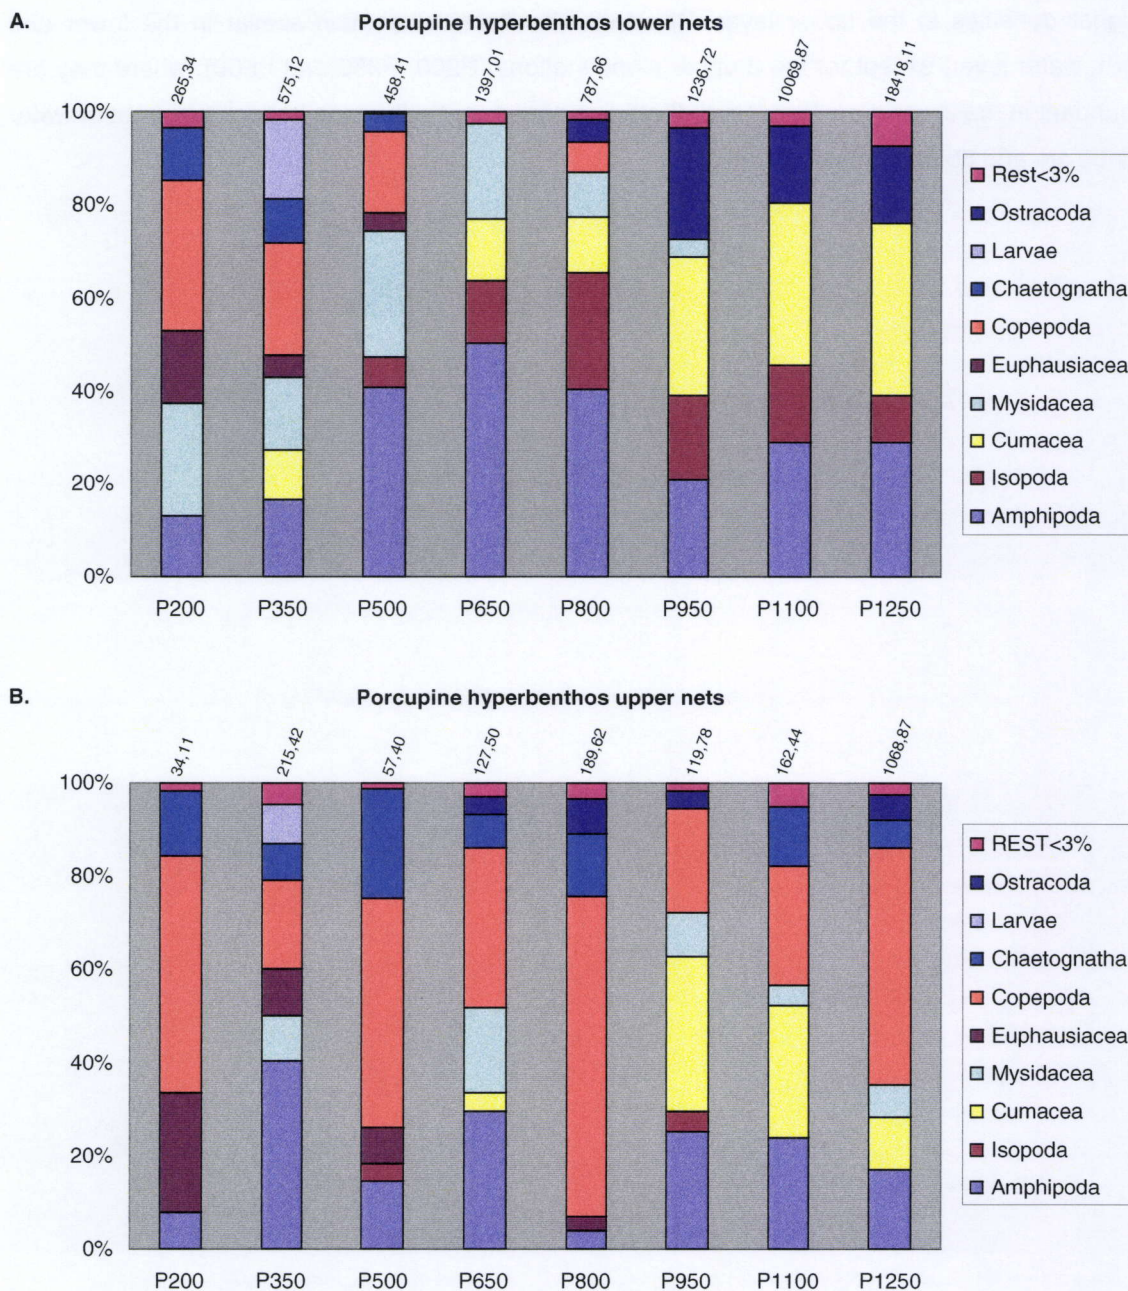 A.
Porcupine hyperbenthos lower nets
265,34 575,12 458,41 1397,01 787,66 1236,72 10069,87 18418,11
100%
80%
60%
40%
20%
0%
P200 P350 P500 P650 P800 P950 P1100 P1250
Rest<3%
Ostracoda
Larvae
Chaetognatha
Copepoda
Euphausiacea
Mysidacea
Cumacea
Isopoda
Amphipoda
B.
Porcupine hyperbenthos upper nets
34,11 215,42 57,40 127,50 189,62 119,78 162,44 1068,87
100%
80%
60%
40%
20%
0%
P200 P350 P500 P650 P800 P950 P1100 P1250
REST<3%
Ostracoda
Larvae
Chaetognatha
Copepoda
Euphausiacea
Mysidacea
Cumacea
Isopoda
Amphipoda